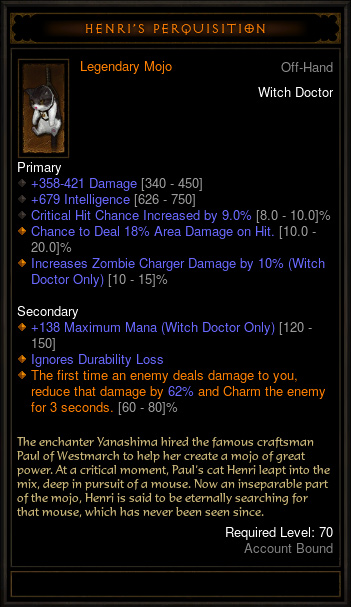 HENRI'S PERQUISITION
Legendary Mojo
Off-Hand
Witch Doctor
Primary
+358-421 Damage [340 - 450]
+679 Intelligence [626 - 750]
Critical Hit Chance Increased by 9.0% [8.0 - 10.0]%
Chance to Deal 18% Area Damage on Hit. [10.0 -
20.0]%
Increases Zombie Charger Damage by 10% (Witch
Doctor Only) [10 - 15]%
Secondary
+138 Maximum Mana (Witch Doctor Only) [120 -
150]
Ignores Durability Loss
The first time an enemy deals damage to you,
reduce that damage by 62% and Charm the enemy
for 3 seconds. [60 - 80]%
The enchanter Yanashima hired the famous craftsman
Paul of Westmarch to help her create a mojo of great
power. At a critical moment, Paul's cat Henri leapt into the
mix, deep in pursuit of a mouse. Now an inseparable part
of the mojo, Henri is said to be eternally searching for
that mouse, which has never been seen since.
Required Level: 70
Account Bound